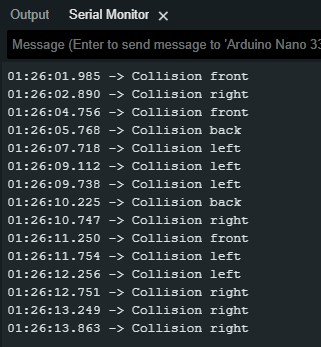 Output Serial Monitor ×
Message (Enter to send message to 'Arduino Nano 33
01:26:01.985 -> Collision front
01:26:02.890 -> Collision right
01:26:04.756 -> Collision front
01:26:05.768 -> Collision back
01:26:07.718 -> Collision left
01:26:09.112 -> Collision left
01:26:09.738 -> Collision left
01:26:10.225 -> Collision back
01:26:10.747 -> Collision right
01:26:11.250 -> Collision front
01:26:11.754 -> Collision left
01:26:12.256 -> Collision left
01:26:12.751 -> Collision right
01:26:13.249 -> Collision right
01:26:13.863 -> Collision right